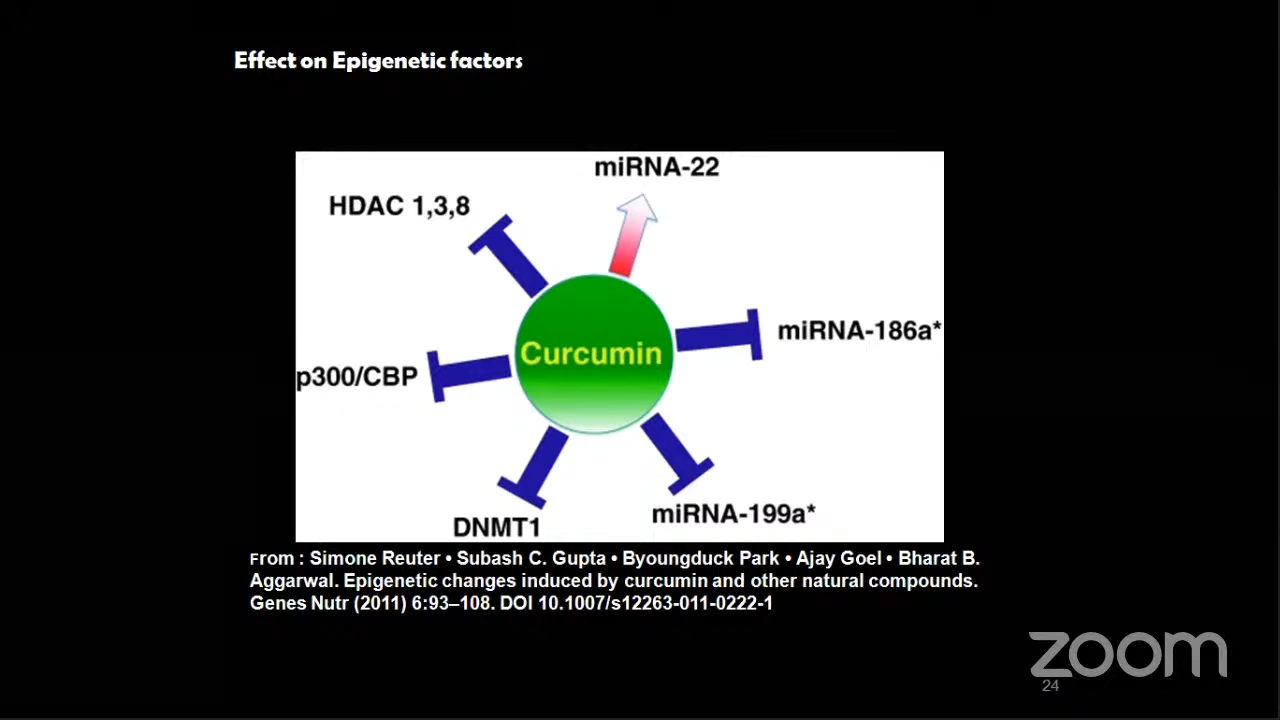 Effect on Epigenetic factors
miRNA-22
HDAC 1,3,8
miRNA-186a*
Curcumin
p300/CBP
miRNA-199a*
DNMT1
From : Simone Reuter • Subash C. Gupta • Byoungduck Park • Ajay Goel • Bharat B.
Aggarwal. Epigenetic changes induced by curcumin and other natural compounds.
Genes Nutr (2011) 6:93–108. DOI 10.1007/s12263-011-0222-1
zoom
24